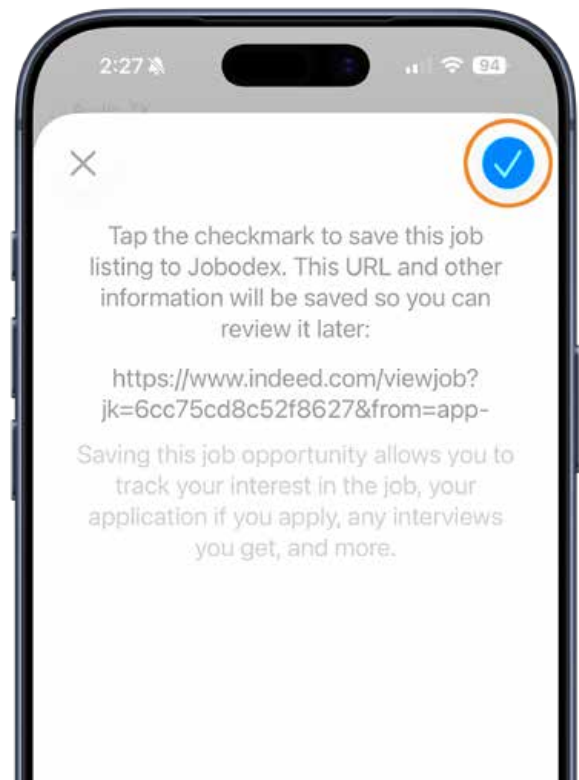 2:27
94
Tap the checkmark to save this job
listing to Jobodex. This URL and other
information will be saved so you can
review it later:
https://www.indeed.com/viewjob?
jk=6cc75cd8c52f8627&from=app-
Saving this job opportunity allows you to
track your interest in the job, your
application if you apply, any interviews
you get, and more.